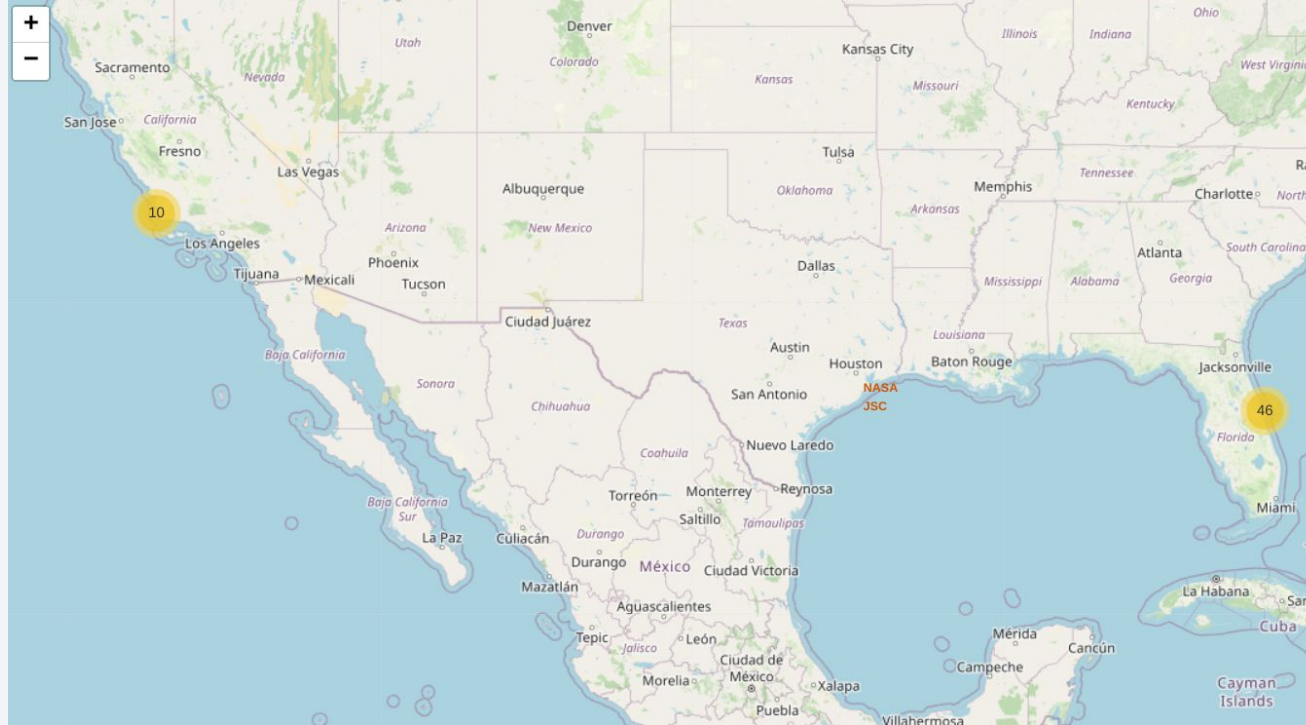 +
−
Denver
Ohio
Utah
Illinois
Indiana
Kansas City
Colorado
Sacramento
Nevada
Kansas
West Virginia
Missouri
Kentucky
San Jose
California
Fresno
Tulsa
Las Vegas
Tennessee
Albuquerque
Oklahoma
Memphis
Charlotte
North
Arkansas
10
Arizona
New Mexico
Los Angeles
South Carolina
Atlanta
Phoenix
Dallas
Tijuana
Mexicali
Tucson
Mississippi
Alabama
Georgia
Ciudad Juárez
Texas
Louisiana
Austin
Baja California
Houston
Baton Rouge
Jacksonville
Sonora
NASA
JSC
San Antonio
Chihuahua
46
Florida
Nuevo Laredo
Coahuila
Torreón
Monterrey
Reynosa
Baja California
Sur
Miami
Saltillo
Tamaulipas
La Paz
Culiacán
Durango
Durango
México
Ciudad Victoria
Mazatlán
La Habana
Aguascalientes
Cuba
Tepic
León
Mérida
Jalisco
Cancún
Ciudad de
México
Campeche
Morelia
Xalapa
Cayman
Islands
Puebla
Villahermosa